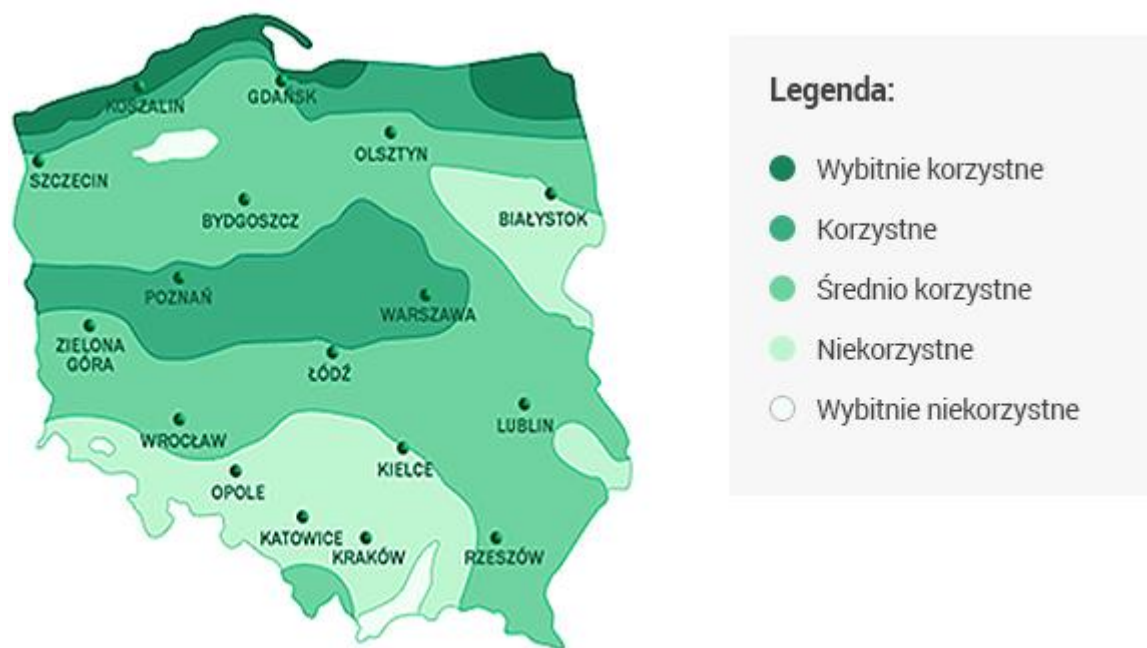 KOSZALIN
GDAŃSK
OLSZTYN
SZCZECIN
BYDGOSZCZ
BIAŁYSTOK
POZNAŃ
WARSZAWA
ZIELONA
GÓRA
ŁÓDŹ
WROCŁAW
LUBLIN
KIELCE
OPOLE
KATOWICE
KRAKÓW
RZESZÓW
Legenda:
Wybitnie korzystne
Korzystne
Średnio korzystne
Niekorzystne
Wybitnie niekorzystne